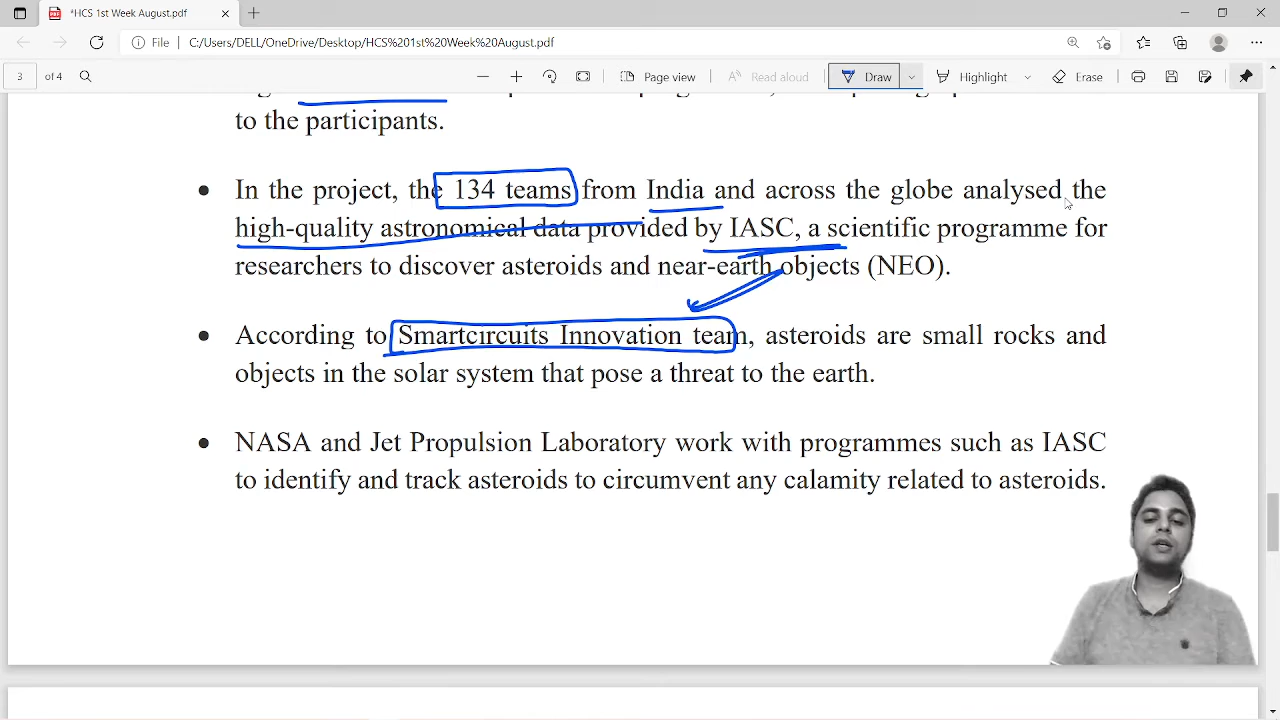 *HCS 1st Week August.pdf
File C:/Users/DELL/OneDrive/Desktop/HCS%201st%20Week%20August.pdf
3 of 4 Page view Read aloud Draw Highlight Erase
to the participants.
• In the project, the 134 teams from India and across the globe analysed the
high-quality astronomical data provided by IASC, a scientific programme for
researchers to discover asteroids and near-earth objects (NEO).
• According to Smartcircuits Innovation team, asteroids are small rocks and
objects in the solar system that pose a threat to the earth.
• NASA and Jet Propulsion Laboratory work with programmes such as IASC
to identify and track asteroids to circumvent any calamity related to asteroids.